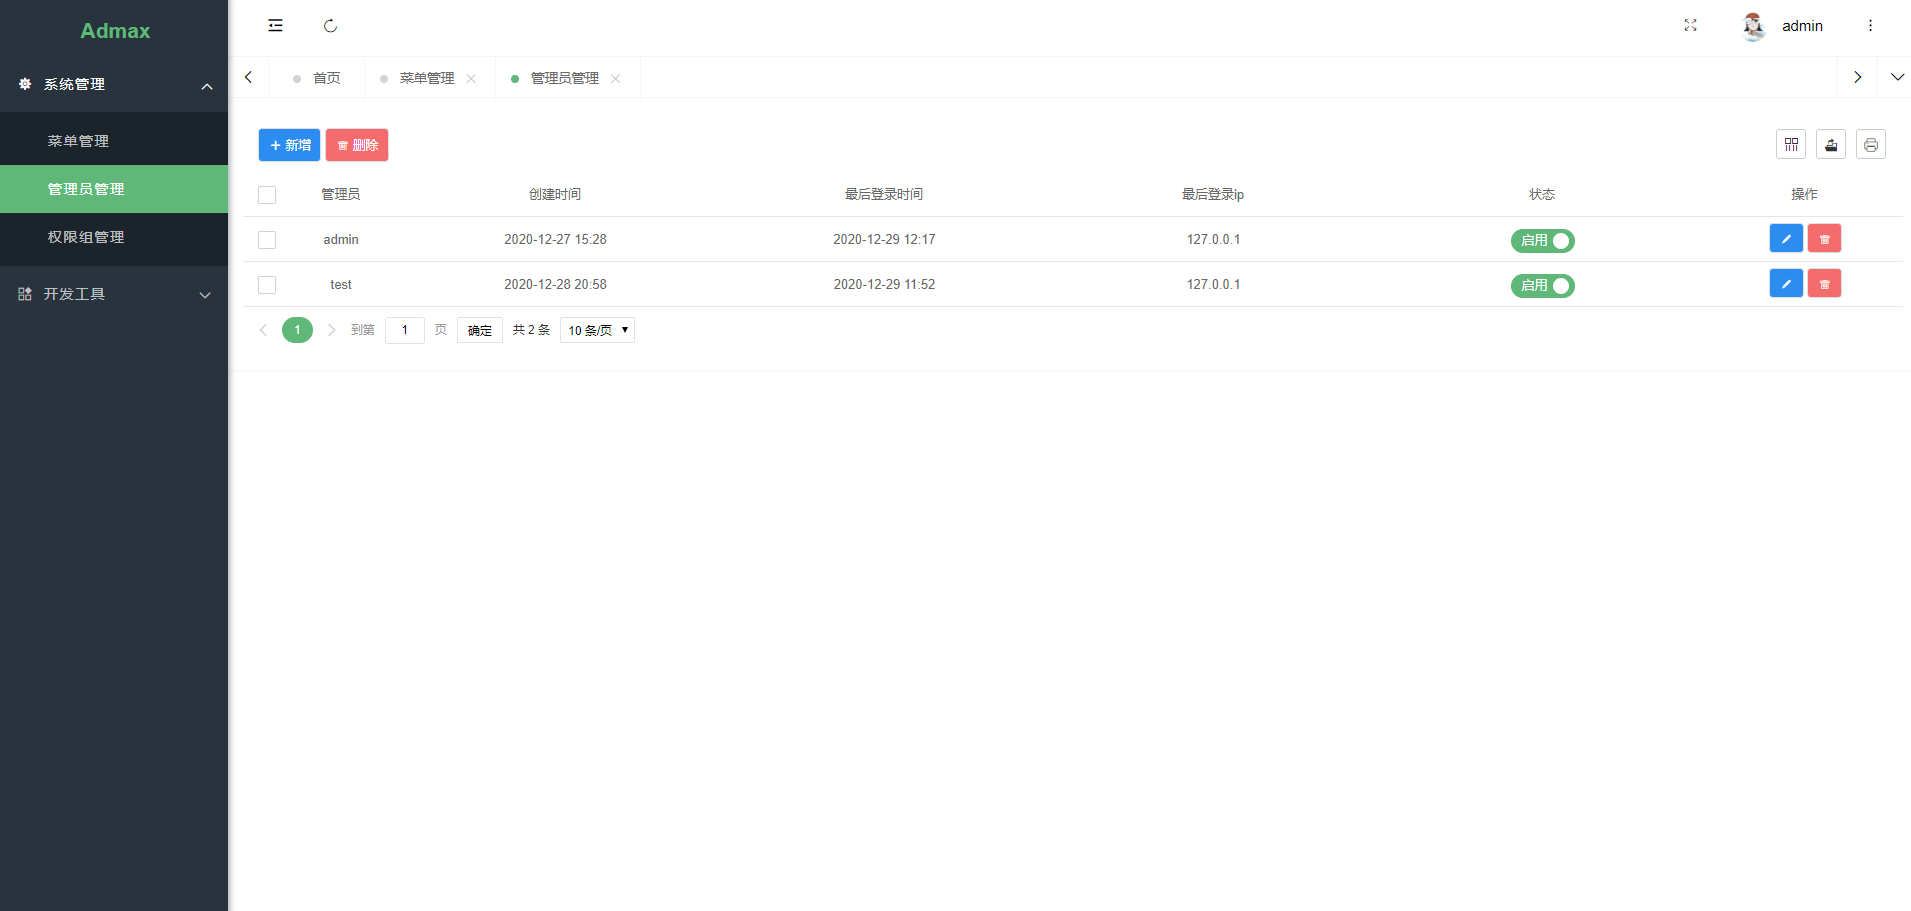 Admax
系统管理
菜单管理
管理员管理
权限组管理
开发工具
admin
首页 菜单管理 管理员管理
新增 删除
管理员 创建时间 最后登录时间 最后登录ip 状态 操作
admin 2020-12-27 15:28 2020-12-29 12:17 127.0.0.1 启用
test 2020-12-28 20:58 2020-12-29 11:52 127.0.0.1 启用
1 到第 1 页 确定 共 2 条 10 条/页